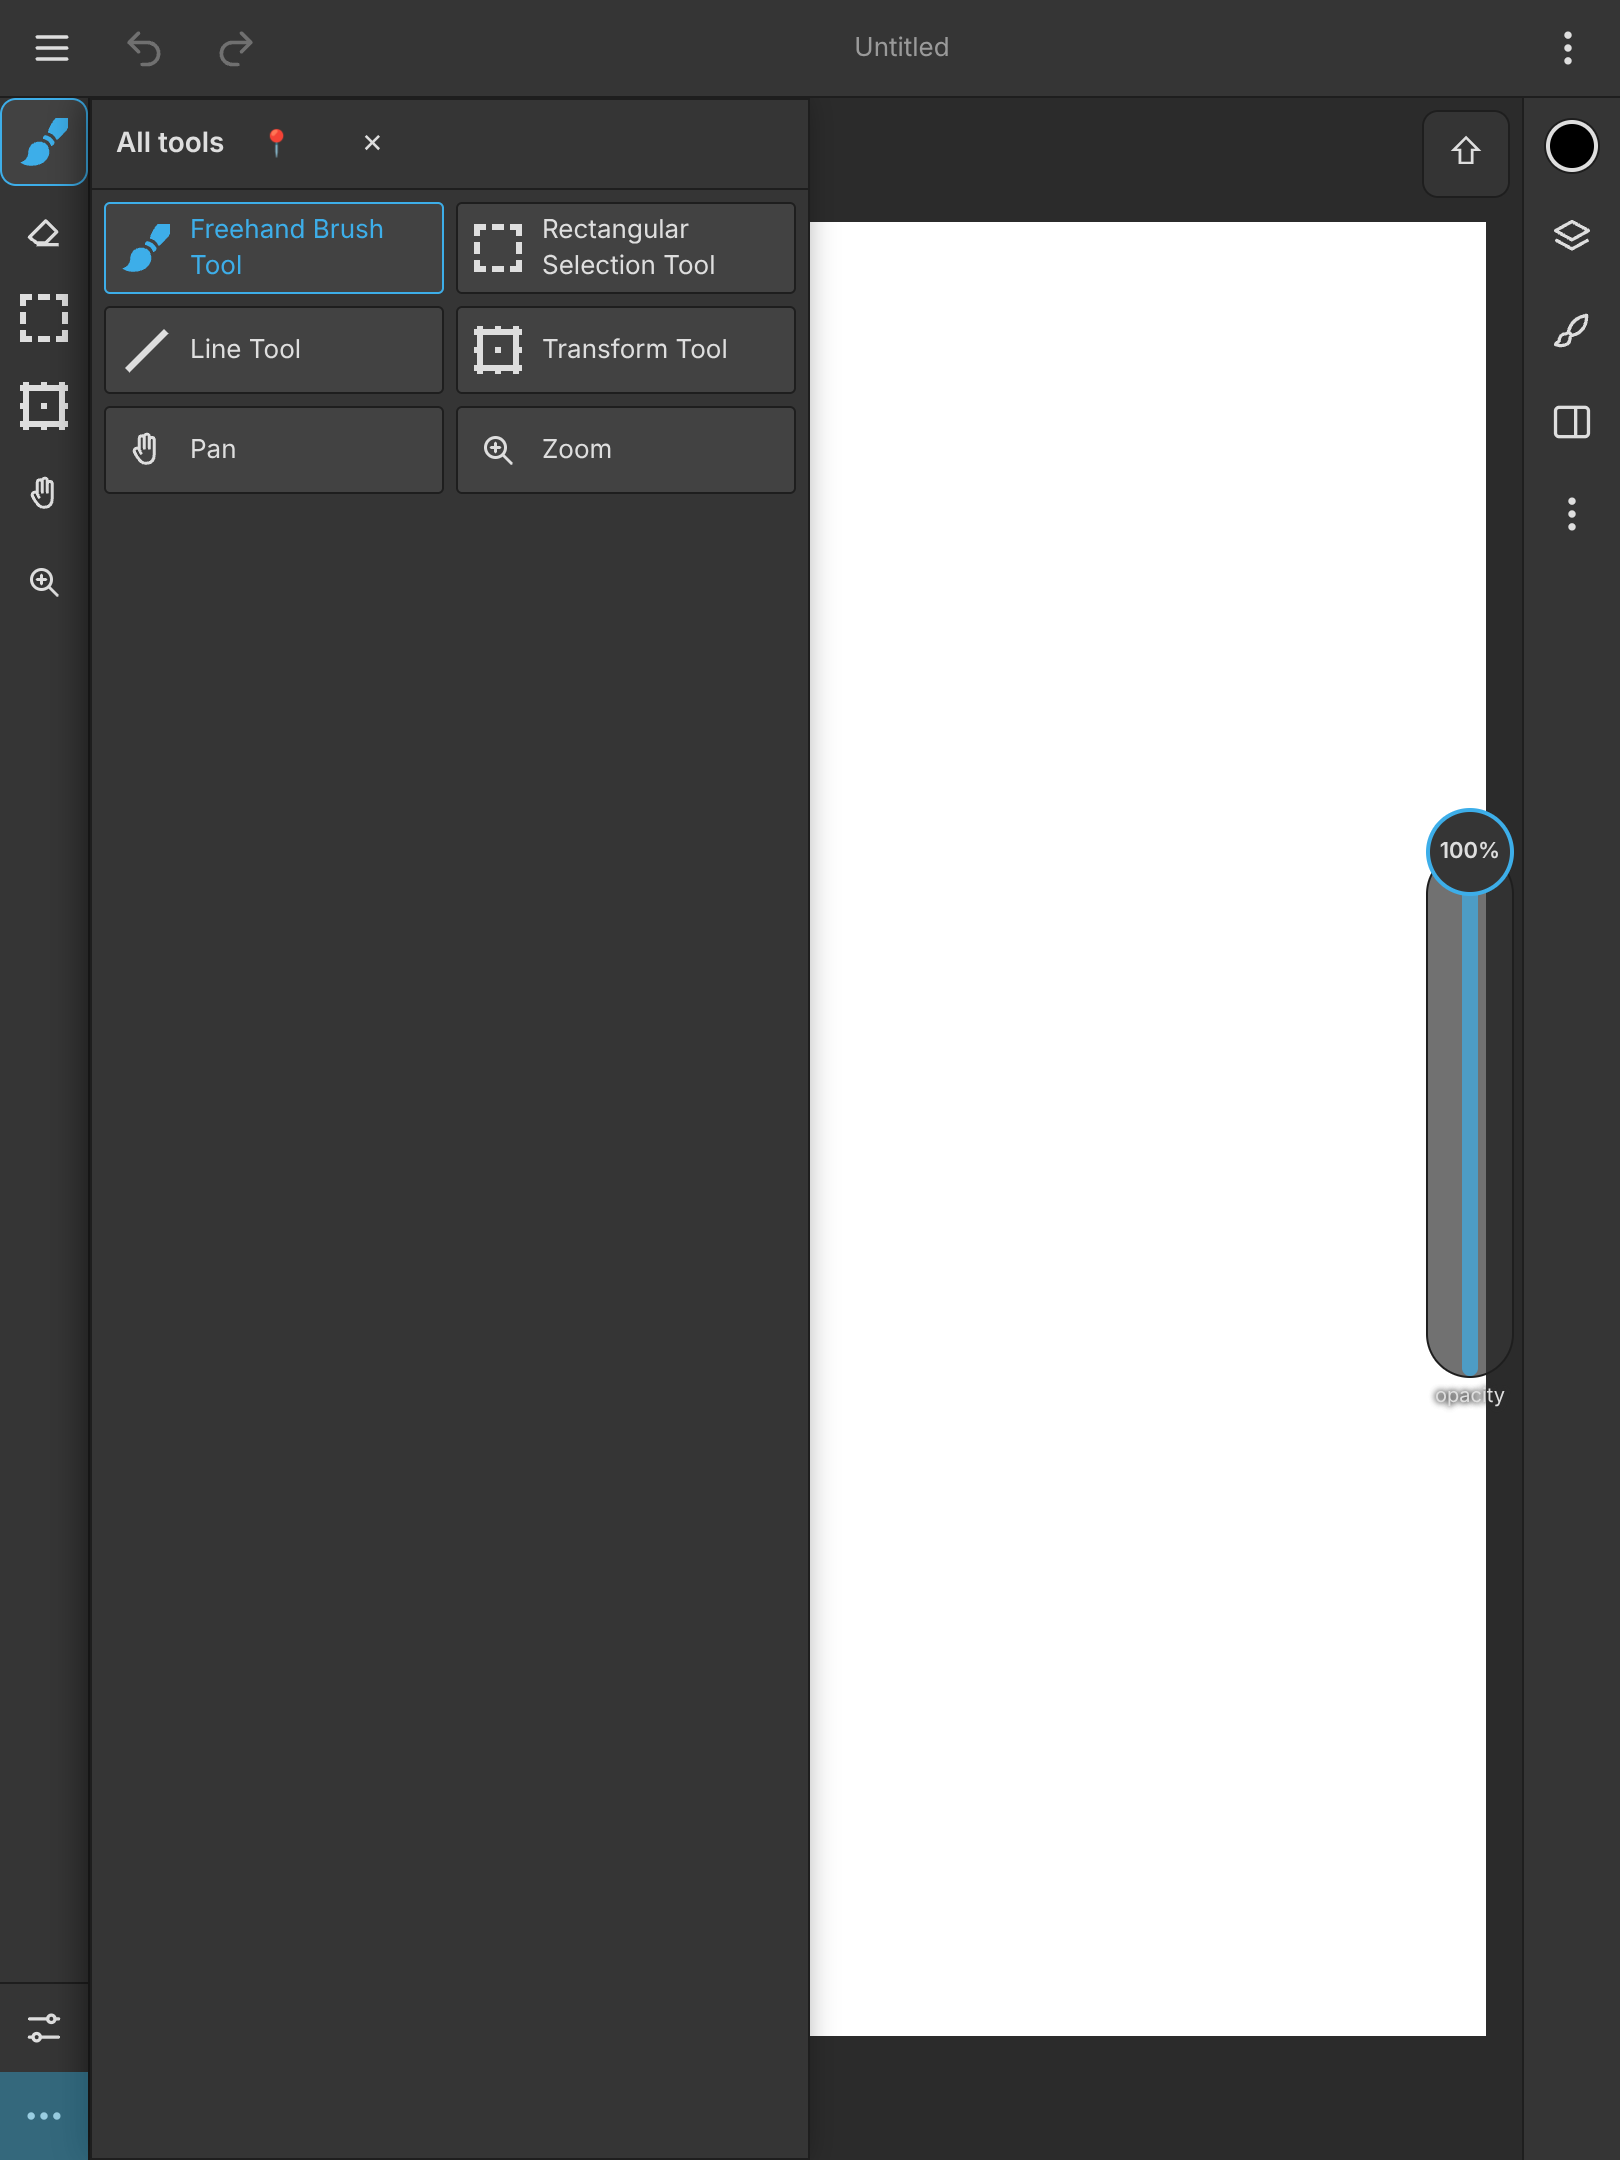 Untitled
All tools
Freehand Brush
Tool
Rectangular
Selection Tool
Line Tool
Transform Tool
Pan
Zoom
100%
opacity